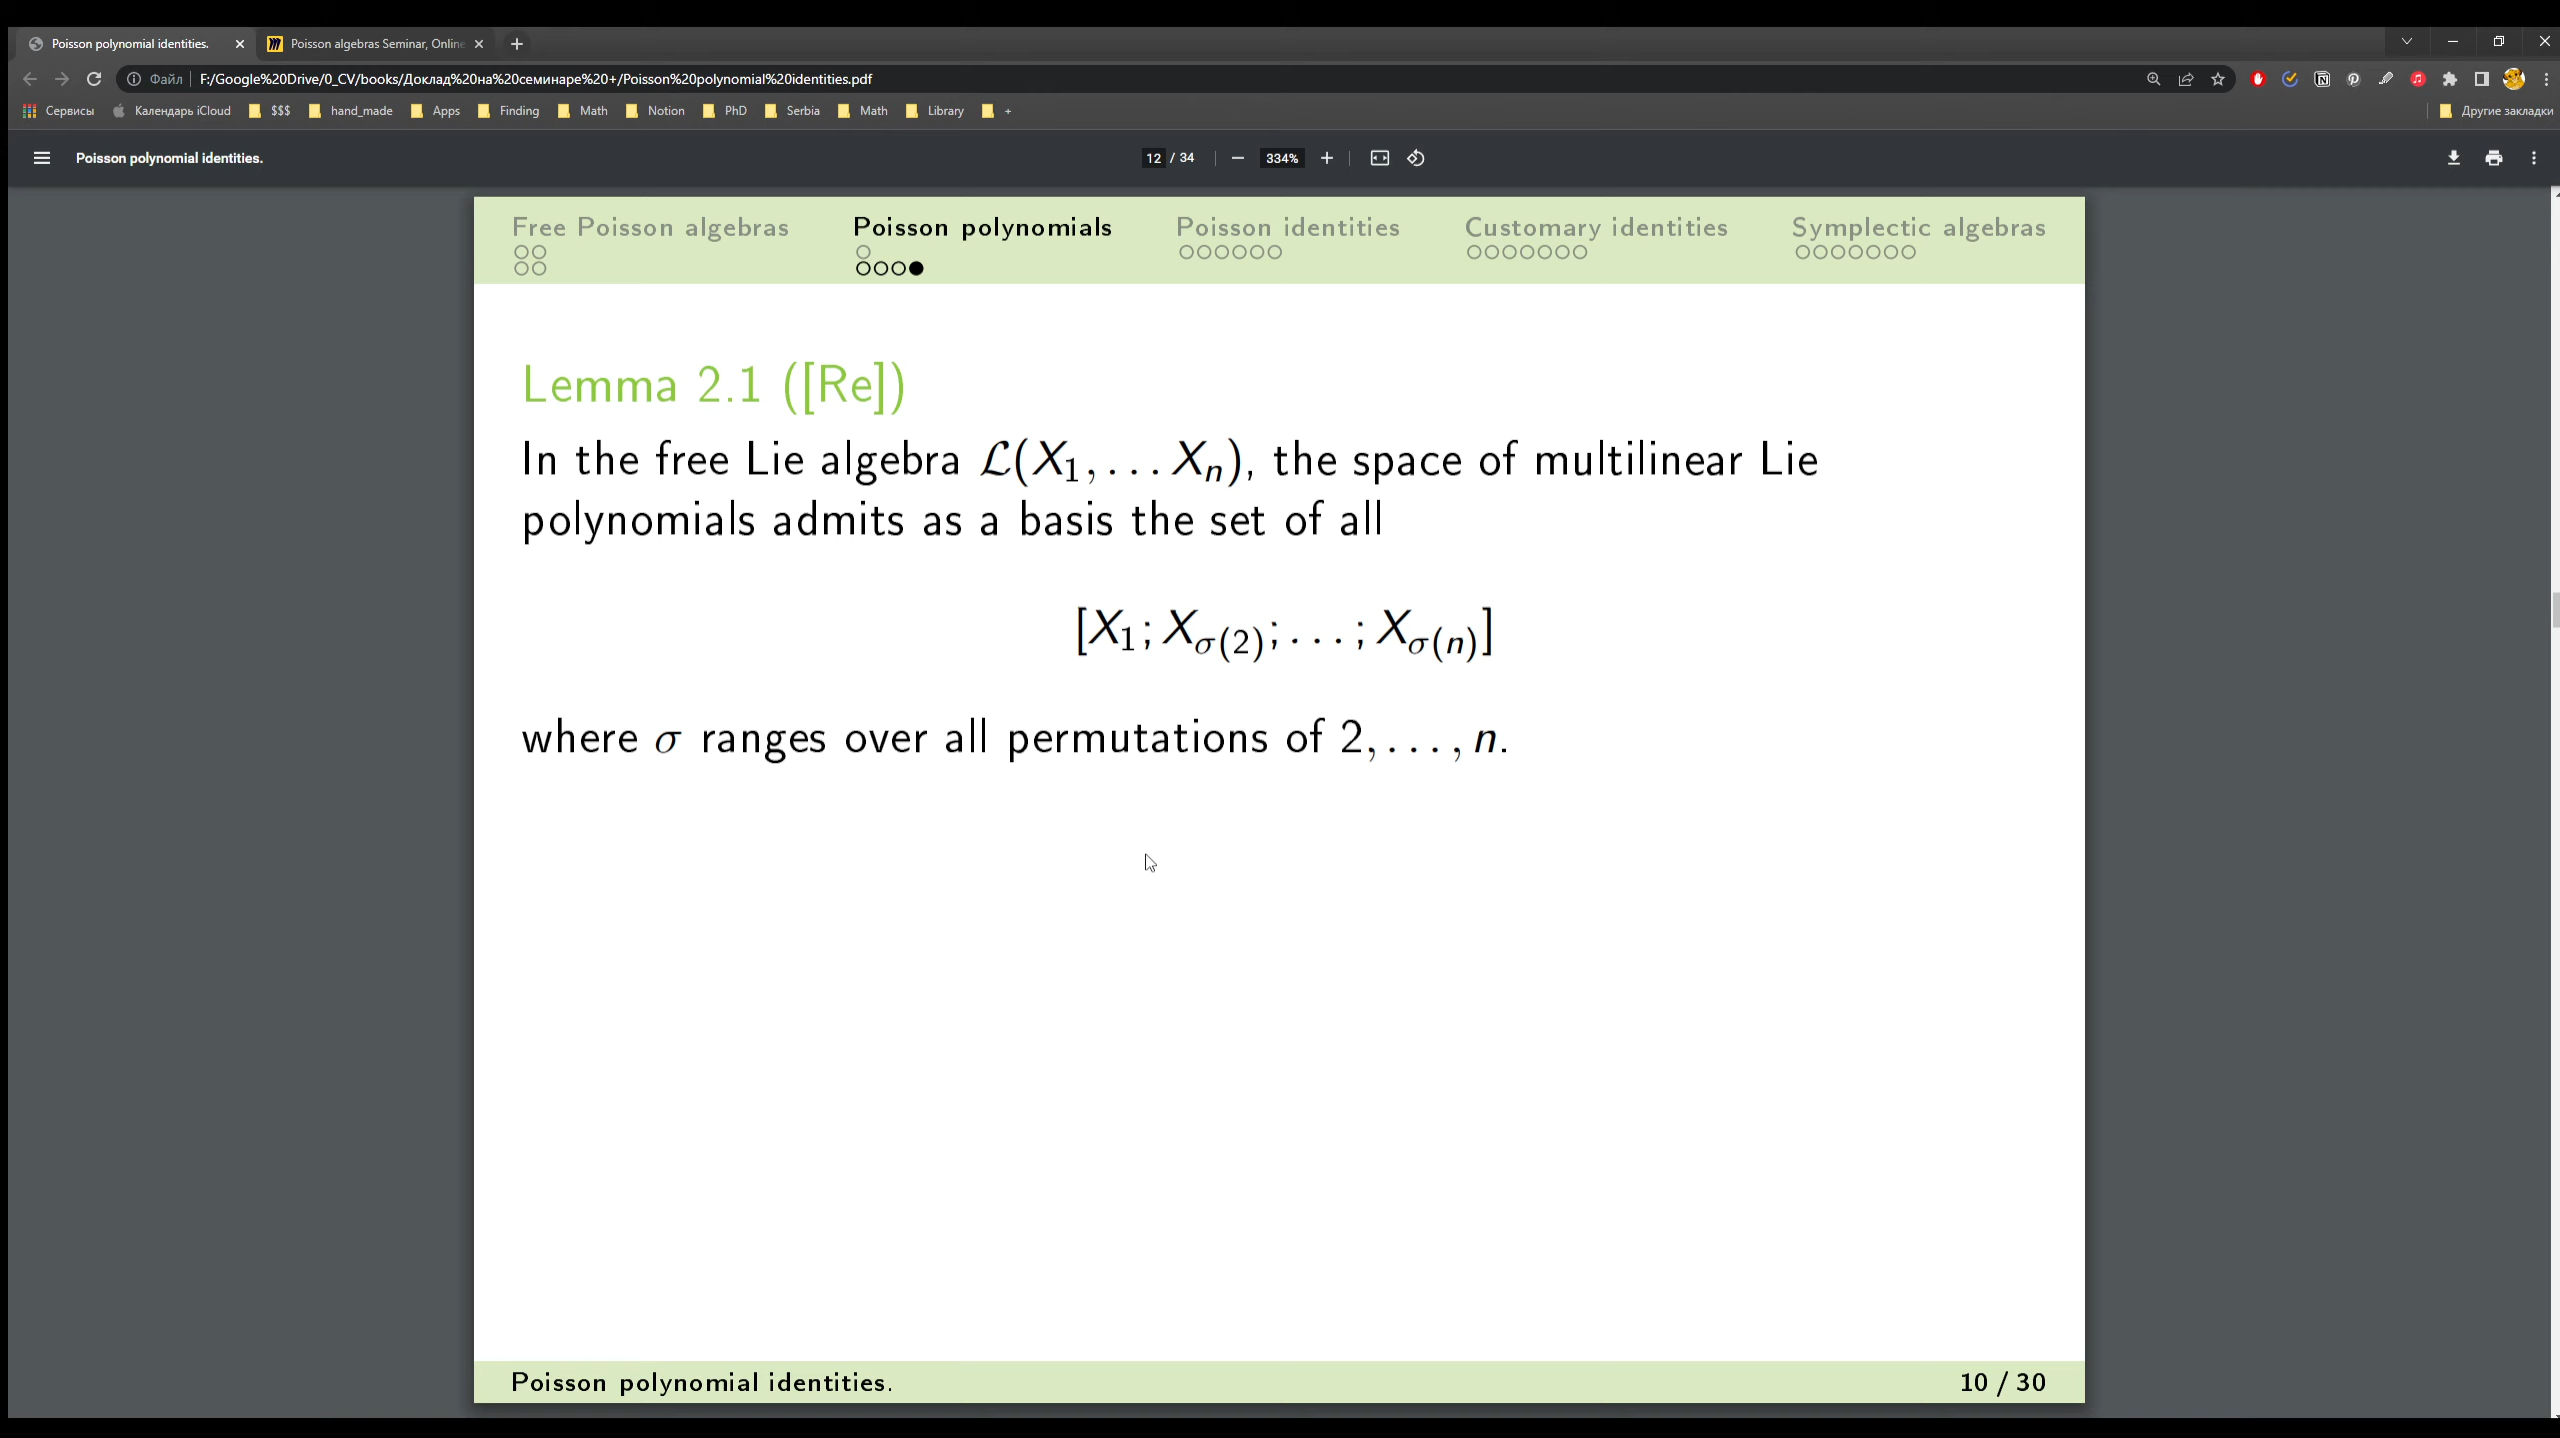 Poisson polynomial identities.
Poisson algebras Seminar, Online
Файл
F:/Google%20Drive/0_CV/books/Доклад%20на%20семинаре%20+/Poisson%20polynomial%20identities.pdf
Сервисы Календарь iCloud $$$ hand_made Apps Finding Math Notion PhD Serbia Math Library + Другие закладки
Poisson polynomial identities. 12 / 34 334%
Free Poisson algebras Poisson polynomials Poisson identities Customary identities Symplectic algebras
Lemma 2.1 ([Re])
In the free Lie algebra ℒ(X₁, … Xₙ), the space of multilinear Lie
polynomials admits as a basis the set of all
[X₁; X_{σ(2)}; … ; X_{σ(n)}]
where σ ranges over all permutations of 2, … , n.
Poisson polynomial identities. 10 / 30